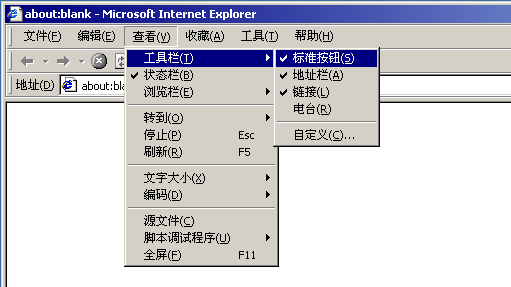 about:blank - Microsoft Internet Explorer
文件(F) 编辑(E) 查看(V) 收藏(A) 工具(T) 帮助(H)
工具栏(T) 标准按钮(S)
地址(D) about:bla 状态栏(B) 地址栏(A)
浏览栏(E) 链接(L)
电台(R)
转到(O) 自定义(C)...
停止(P) Esc
刷新(R) F5
文字大小(X)
编码(D)
源文件(C)
脚本调试程序(U)
全屏(F) F11